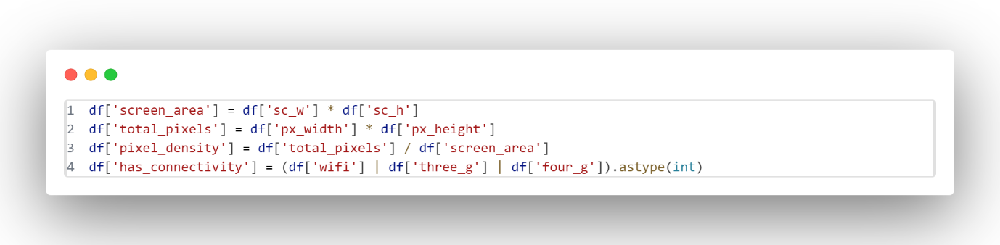 1 df['screen_area'] = df['sc_w'] * df['sc_h']
2 df['total_pixels'] = df['px_width'] * df['px_height']
3 df['pixel_density'] = df['total_pixels'] / df['screen_area']
4 df['has_connectivity'] = (df['wifi'] | df['three_g'] | df['four_g']).astype(int)